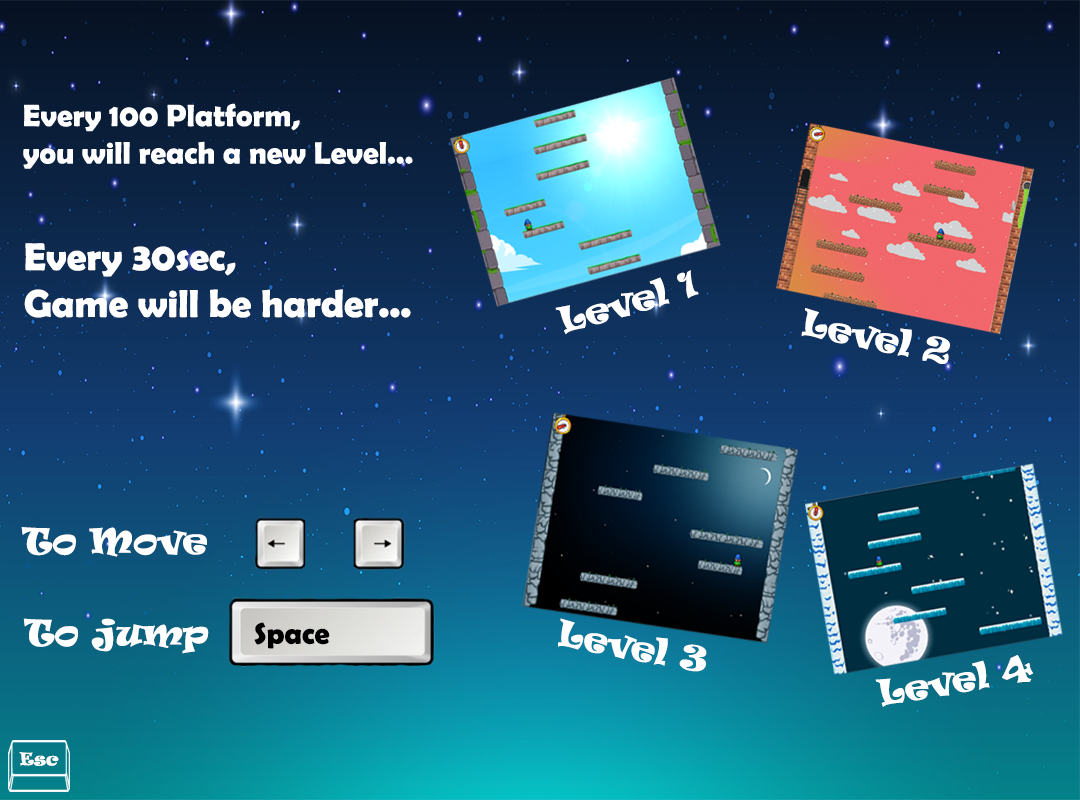 Every 100 Platform,
you will reach a new Level...
Every 30sec,
Game will be harder...
Level 1
Level 2
To Move
← →
To jump
Space
Level 3
Level 4
Esc